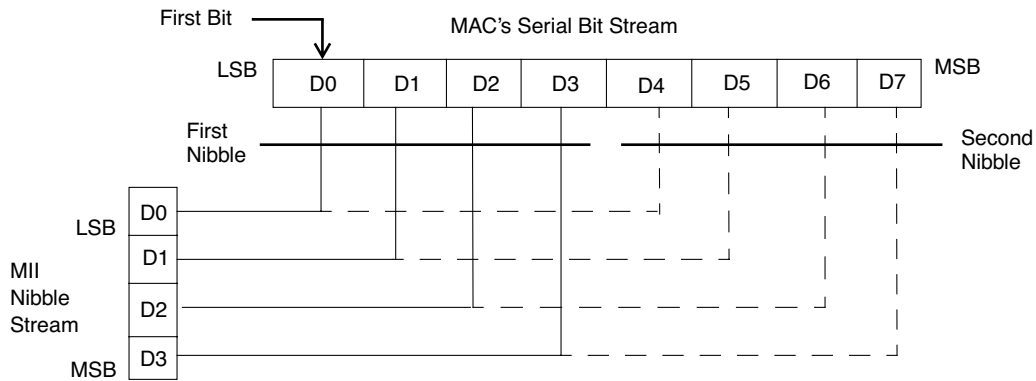 First Bit
MAC's Serial Bit Stream
LSB
D0 D1 D2 D3 D4 D5 D6 D7
MSB
First
Nibble
Second
Nibble
LSB
D0
D1
D2
D3
MSB
MII
Nibble
Stream